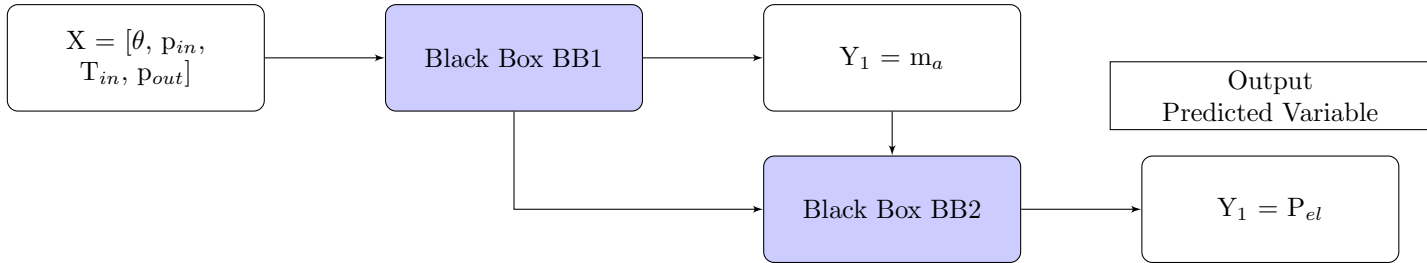 X = [θ, p_in,
T_in, p_out]
Black Box BB1
Y_1 = m_a
Output
Predicted Variable
Black Box BB2
Y_1 = P_el